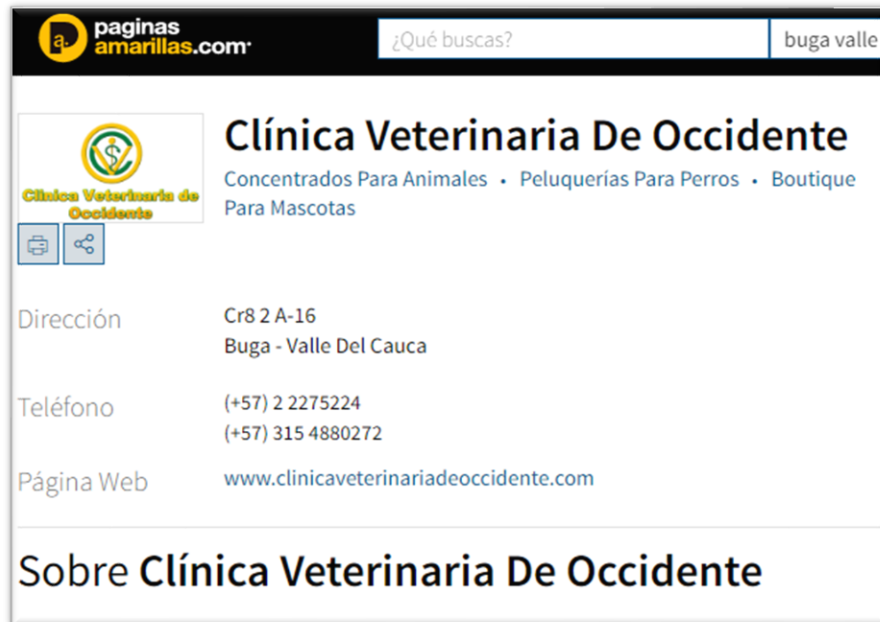 paginas
amarillas.com
¿Qué buscas?
buga valle
Clínica Veterinaria de
Occidente
Clínica Veterinaria De Occidente
Concentrados Para Animales • Peluquerías Para Perros • Boutique
Para Mascotas
Dirección
Cr8 2 A-16
Buga - Valle Del Cauca
Teléfono
(+57) 2 2275224
(+57) 315 4880272
Página Web
www.clinicaveterinariadeoccidente.com
Sobre Clínica Veterinaria De Occidente